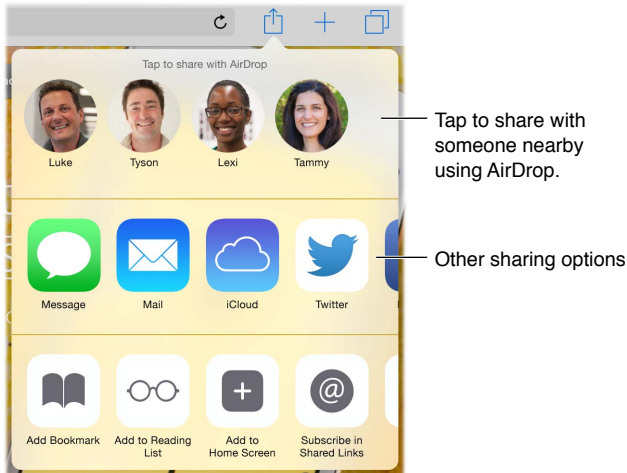 Tap to share with AirDrop
Luke
Tyson
Lexi
Tammy
Tap to share with
someone nearby
using AirDrop.
Message
Mail
iCloud
Twitter
Other sharing options
Add Bookmark
Add to Reading
List
Add to
Home Screen
Subscribe in
Shared Links
@